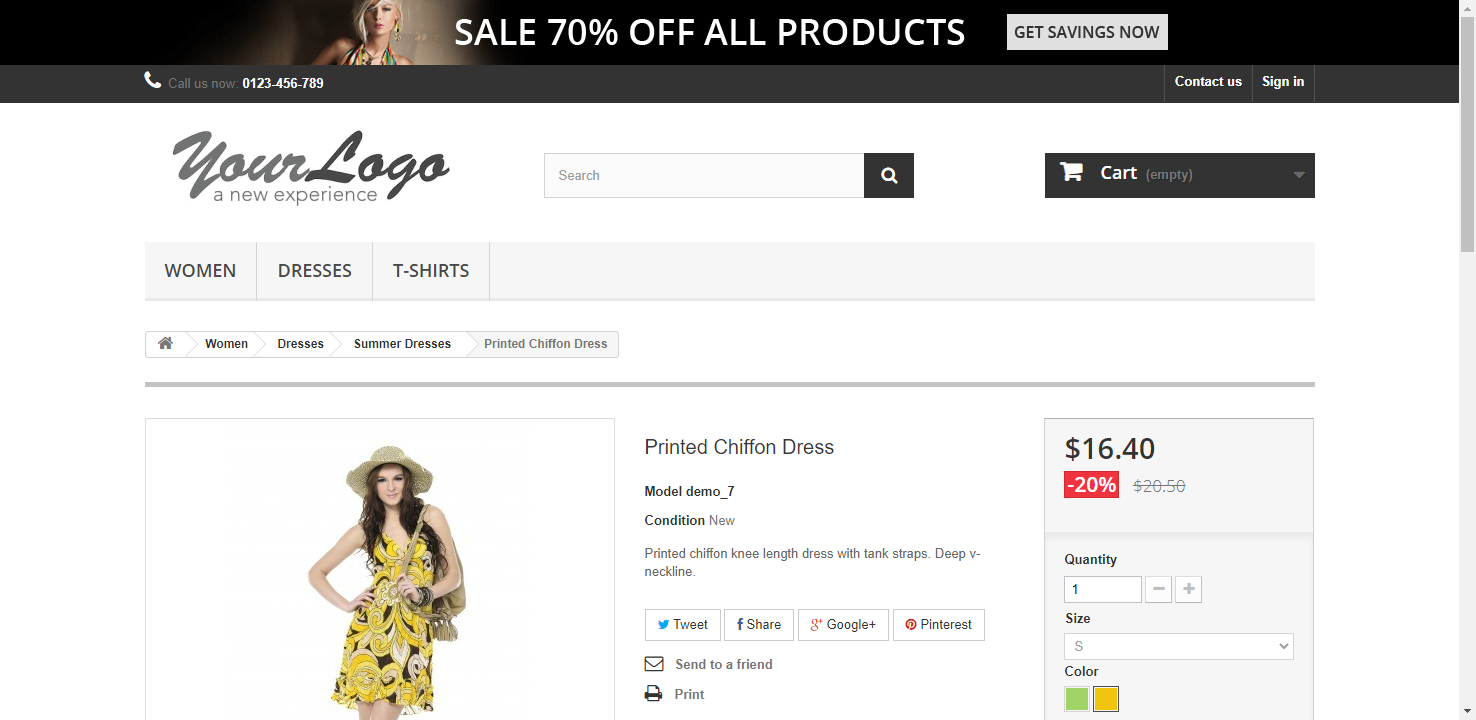 SALE 70% OFF ALL PRODUCTS
GET SAVINGS NOW
Call us now: 0123-456-789
Contact us
Sign in
YourLogo
a new experience
Search
Cart (empty)
WOMEN
DRESSES
T-SHIRTS
Women
Dresses
Summer Dresses
Printed Chiffon Dress
Printed Chiffon Dress
Model demo_7
Condition New
Printed chiffon knee length dress with tank straps. Deep v-
neckline.
Tweet
Share
Google+
Pinterest
Send to a friend
Print
$16.40
-20% $20.50
Quantity
1
Size
S
Color